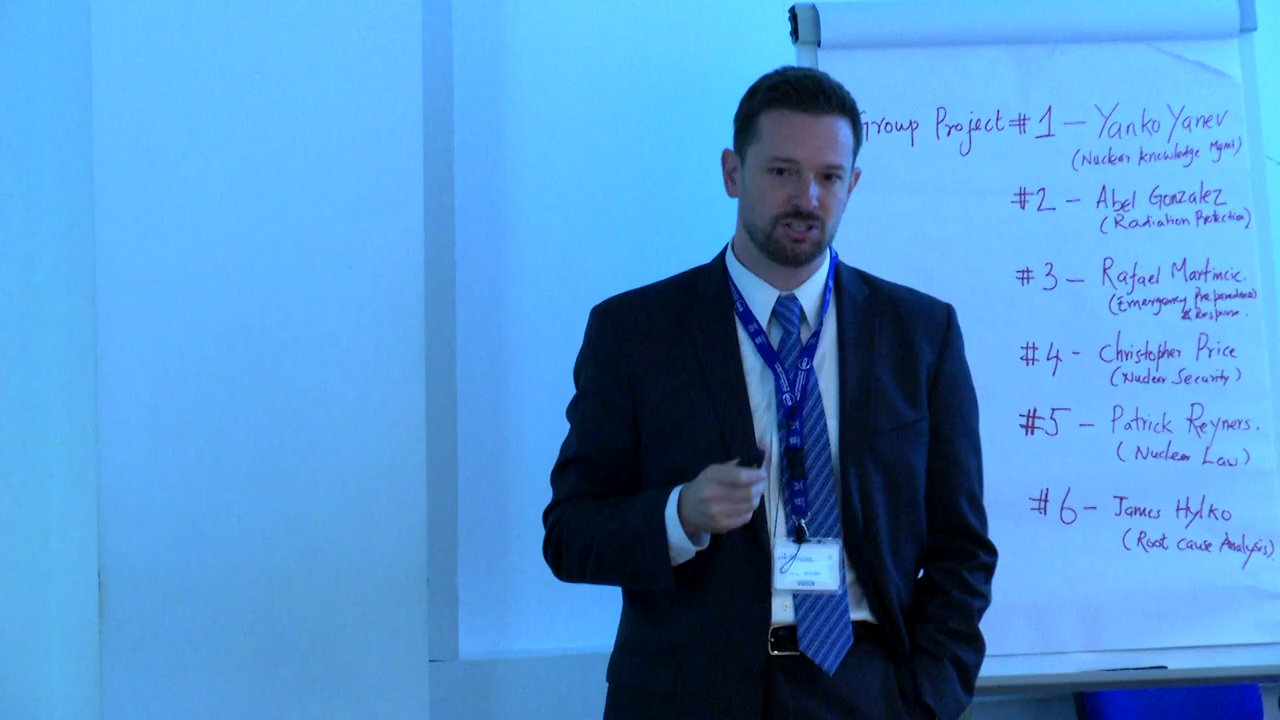 Group Project #1 – Yanko Yanev
(Nuclear Knowledge Mgmt)
#2 – Abel Gonzalez
(Radiation Protection)
#3 – Rafael Martincic.
(Emergency Preparedness
& Response.
#4 - Christopher Price
(Nuclear Security)
#5 – Patrick Reyners.
(Nuclear Law)
#6 – James Hylko
(Root cause Analysis)